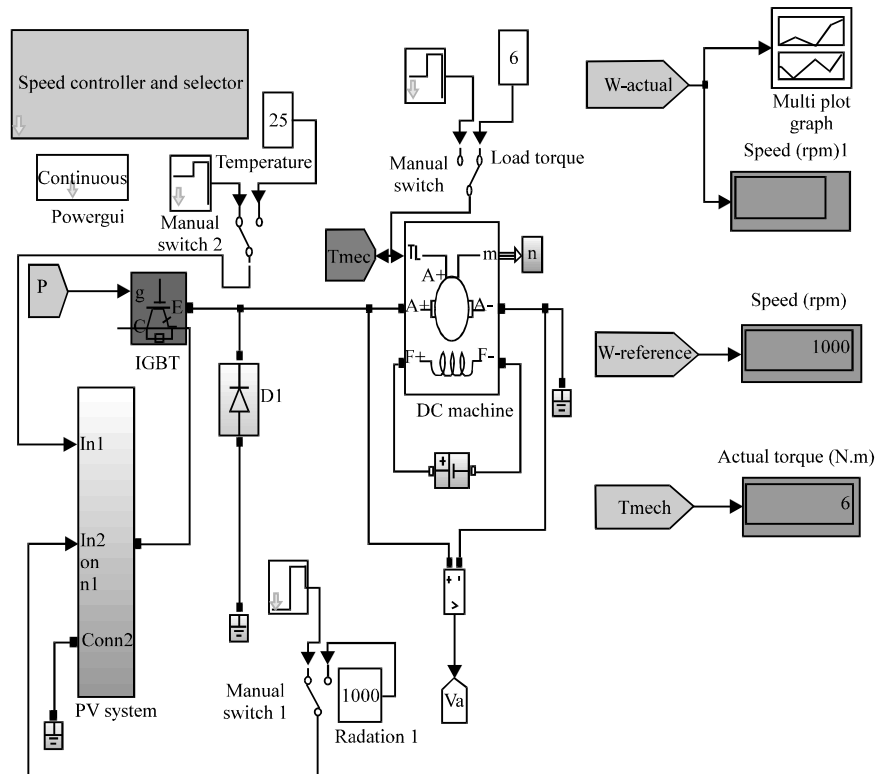 Speed controller and selector
6
W-actual
Multi plot
graph
25
Temperature
Continuous
Powergui
Manual
switch 2
Manual
switch
Load torque
Speed (rpm)1
Tmec
TL
m
n
A+
A+
A-
P
g
E
C
IGBT
F+
F-
DC machine
D1
Speed (rpm)
W-reference
1000
In1
In2
on
n1
Conn2
PV system
Actual torque (N.m)
Tmech
6
+
-
v
Va
Manual
switch 1
1000
Radation 1